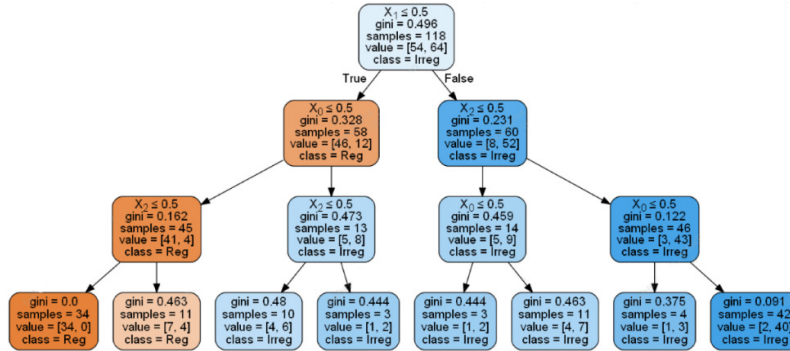 X₁ ≤ 0.5
gini = 0.496
samples = 118
value = [54, 64]
class = Irreg
True
False
X₀ ≤ 0.5
gini = 0.328
samples = 58
value = [46, 12]
class = Reg
X₂ ≤ 0.5
gini = 0.231
samples = 60
value = [8, 52]
class = Irreg
X₂ ≤ 0.5
gini = 0.162
samples = 45
value = [41, 4]
class = Reg
X₂ ≤ 0.5
gini = 0.473
samples = 13
value = [5, 8]
class = Irreg
X₀ ≤ 0.5
gini = 0.459
samples = 14
value = [5, 9]
class = Irreg
X₀ ≤ 0.5
gini = 0.122
samples = 46
value = [3, 43]
class = Irreg
gini = 0.0
samples = 34
value = [34, 0]
class = Reg
gini = 0.463
samples = 11
value = [7, 4]
class = Reg
gini = 0.48
samples = 10
value = [4, 6]
class = Irreg
gini = 0.444
samples = 3
value = [1, 2]
class = Irreg
gini = 0.444
samples = 3
value = [1, 2]
class = Irreg
gini = 0.463
samples = 11
value = [4, 7]
class = Irreg
gini = 0.375
samples = 4
value = [1, 3]
class = Irreg
gini = 0.091
samples = 42
value = [2, 40]
class = Irreg